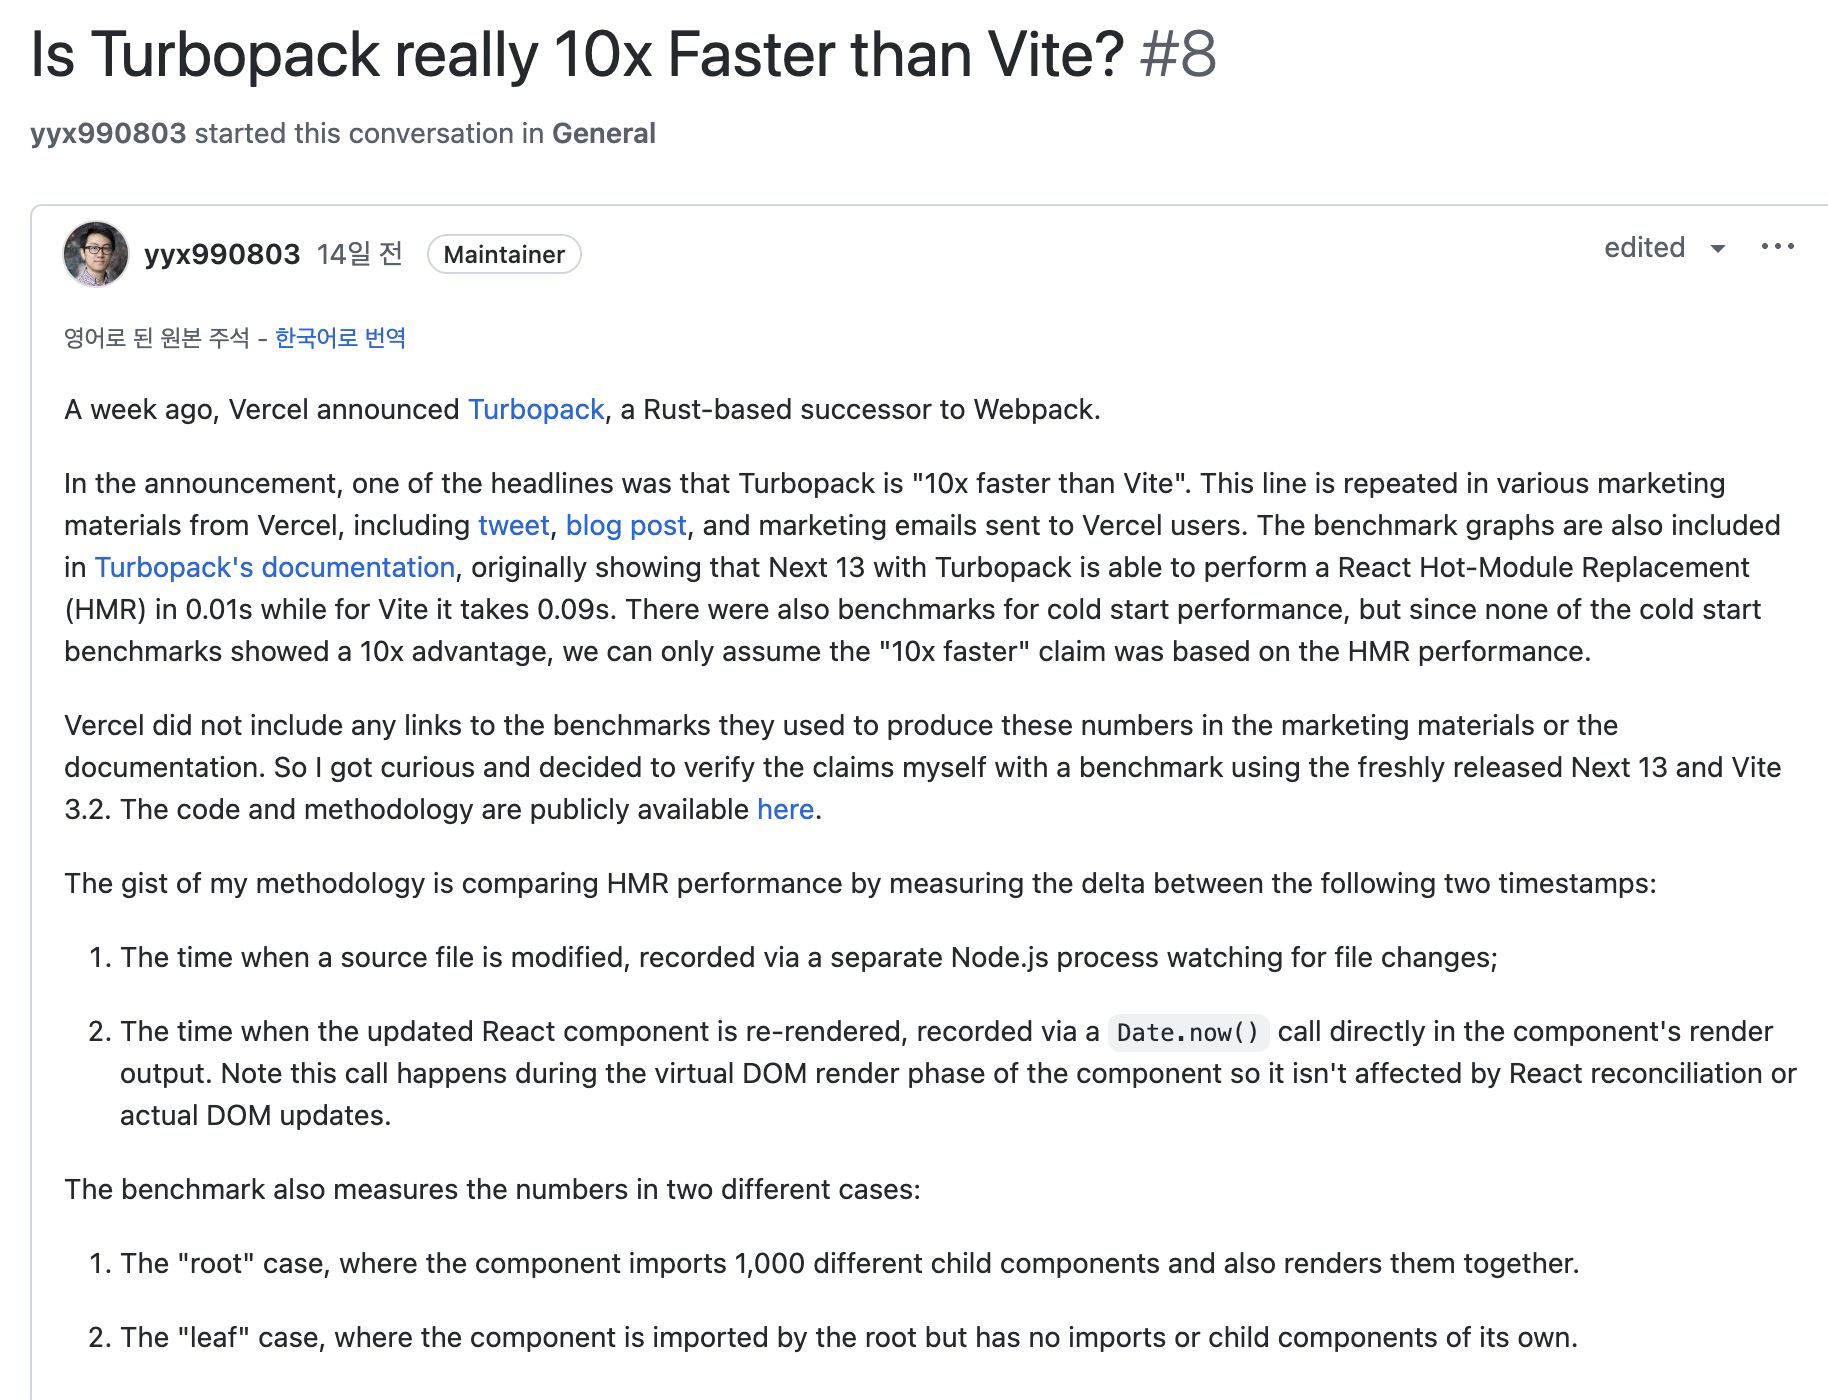 Is Turbopack really 10x Faster than Vite? #8
yyx990803 started this conversation in General
yyx990803 14일 전 Maintainer
edited
영어로 된 원본 주석 - 한국어로 번역
A week ago, Vercel announced Turbopack, a Rust-based successor to Webpack.
In the announcement, one of the headlines was that Turbopack is "10x faster than Vite". This line is repeated in various marketing
materials from Vercel, including tweet, blog post, and marketing emails sent to Vercel users. The benchmark graphs are also included
in Turbopack's documentation, originally showing that Next 13 with Turbopack is able to perform a React Hot-Module Replacement
(HMR) in 0.01s while for Vite it takes 0.09s. There were also benchmarks for cold start performance, but since none of the cold start
benchmarks showed a 10x advantage, we can only assume the "10x faster" claim was based on the HMR performance.
Vercel did not include any links to the benchmarks they used to produce these numbers in the marketing materials or the
documentation. So I got curious and decided to verify the claims myself with a benchmark using the freshly released Next 13 and Vite
3.2. The code and methodology are publicly available here.
The gist of my methodology is comparing HMR performance by measuring the delta between the following two timestamps:
1. The time when a source file is modified, recorded via a separate Node.js process watching for file changes;
2. The time when the updated React component is re-rendered, recorded via a Date.now() call directly in the component's render
output. Note this call happens during the virtual DOM render phase of the component so it isn't affected by React reconciliation or
actual DOM updates.
The benchmark also measures the numbers in two different cases:
1. The "root" case, where the component imports 1,000 different child components and also renders them together.
2. The "leaf" case, where the component is imported by the root but has no imports or child components of its own.